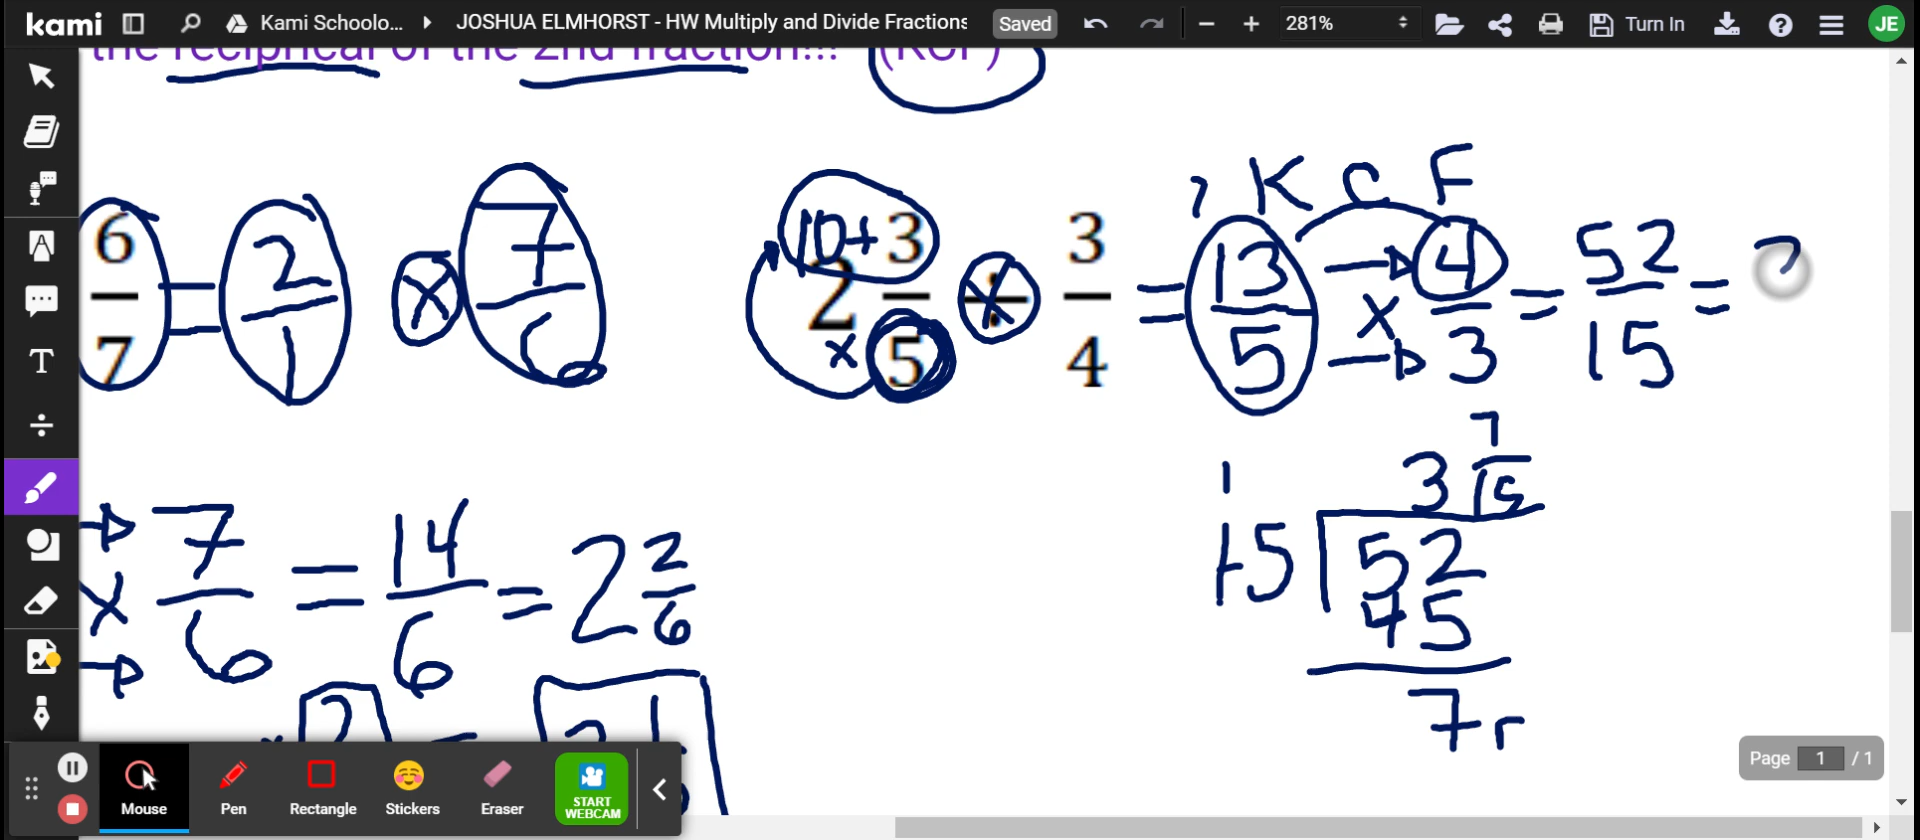 kami Kami Schoolo... JOSHUA ELMHORST - HW Multiply and Divide Fractions Saved 281% Turn In JE
the reciprical of the 2nd fraction!!! (KCF)
K C F
6/7 = 2/1 x 7/6
10+3
2 3/5 x ÷ 3/4 = 13/5 x 4/3 = 52/15 =
x
7
3 15
1
15 52
45
7r
x 7/6 = 14/6 = 2 2/6
Page 1 / 1
Mouse Pen Rectangle Stickers Eraser START WEBCAM